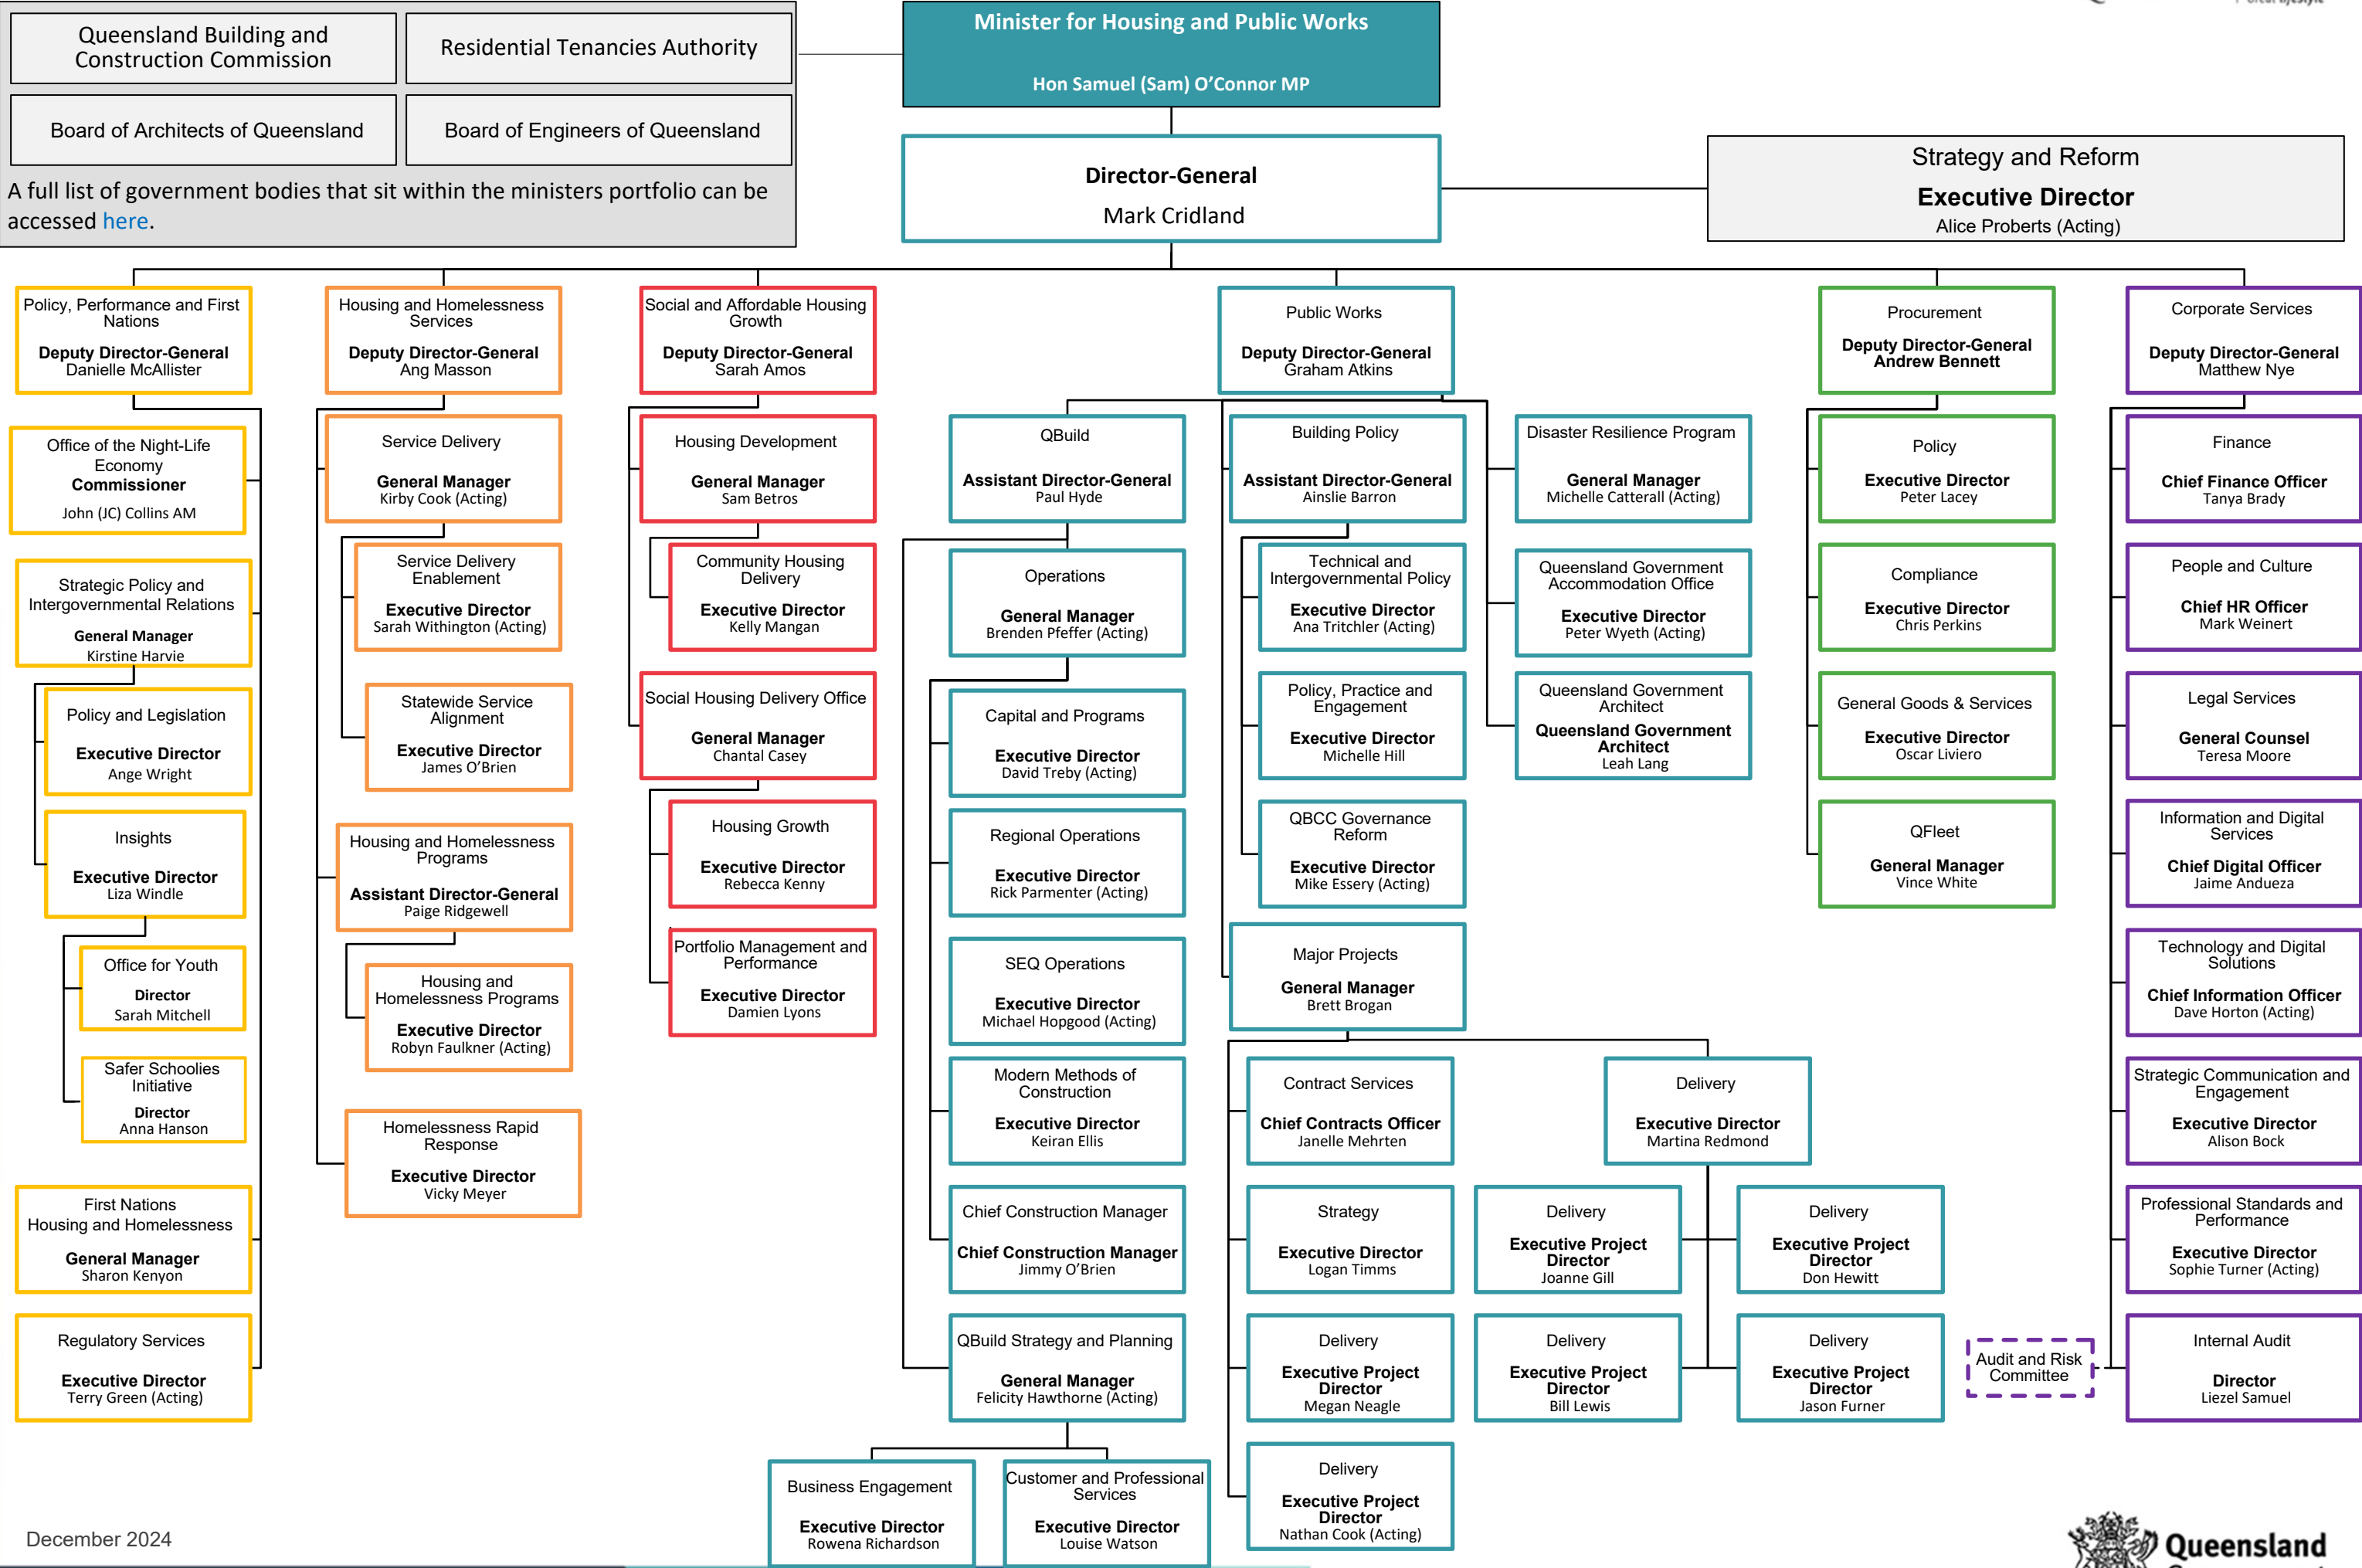 Queensland Building and
Construction Commission
Residential Tenancies Authority
Board of Architects of Queensland
Board of Engineers of Queensland
A full list of government bodies that sit within the ministers portfolio can be
accessed here.
Minister for Housing and Public Works
Hon Samuel (Sam) O’Connor MP
Director-General
Mark Cridland
Strategy and Reform
Executive Director
Alice Proberts (Acting)
Policy, Performance and First
Nations
Deputy Director-General
Danielle McAllister
Office of the Night-Life
Economy
Commissioner
John (JC) Collins AM
Strategic Policy and
Intergovernmental Relations
General Manager
Kirstine Harvie
Policy and Legislation
Executive Director
Ange Wright
Insights
Executive Director
Liza Windle
Office for Youth
Director
Sarah Mitchell
Safer Schoolies
Initiative
Director
Anna Hanson
First Nations
Housing and Homelessness
General Manager
Sharon Kenyon
Regulatory Services
Executive Director
Terry Green (Acting)
Housing and Homelessness
Services
Deputy Director-General
Ang Masson
Service Delivery
General Manager
Kirby Cook (Acting)
Service Delivery
Enablement
Executive Director
Sarah Withington (Acting)
Statewide Service
Alignment
Executive Director
James O’Brien
Housing and Homelessness
Programs
Assistant Director-General
Paige Ridgewell
Housing and
Homelessness Programs
Executive Director
Robyn Faulkner (Acting)
Homelessness Rapid
Response
Executive Director
Vicky Meyer
Social and Affordable Housing
Growth
Deputy Director-General
Sarah Amos
Housing Development
General Manager
Sam Betros
Community Housing
Delivery
Executive Director
Kelly Mangan
Social Housing Delivery Office
General Manager
Chantal Casey
Housing Growth
Executive Director
Rebecca Kenny
Portfolio Management and
Performance
Executive Director
Damien Lyons
Public Works
Deputy Director-General
Graham Atkins
QBuild
Assistant Director-General
Paul Hyde
Operations
General Manager
Brenden Pfeffer (Acting)
Capital and Programs
Executive Director
David Treby (Acting)
Regional Operations
Executive Director
Rick Parmenter (Acting)
SEQ Operations
Executive Director
Michael Hopgood (Acting)
Modern Methods of
Construction
Executive Director
Keiran Ellis
Chief Construction Manager
Chief Construction Manager
Jimmy O’Brien
QBuild Strategy and Planning
General Manager
Felicity Hawthorne (Acting)
Business Engagement
Executive Director
Rowena Richardson
Customer and Professional
Services
Executive Director
Louise Watson
Building Policy
Assistant Director-General
Ainslie Barron
Technical and
Intergovernmental Policy
Executive Director
Ana Tritchler (Acting)
Policy, Practice and
Engagement
Executive Director
Michelle Hill
QBCC Governance
Reform
Executive Director
Mike Essery (Acting)
Major Projects
General Manager
Brett Brogan
Contract Services
Chief Contracts Officer
Janelle Mehrten
Strategy
Executive Director
Logan Timms
Delivery
Executive Project
Director
Megan Neagle
Delivery
Executive Project
Director
Nathan Cook (Acting)
Delivery
Executive Director
Martina Redmond
Delivery
Executive Project
Director
Joanne Gill
Delivery
Executive Project
Director
Don Hewitt
Delivery
Executive Project
Director
Bill Lewis
Delivery
Executive Project
Director
Jason Furner
Disaster Resilience Program
General Manager
Michelle Catterall (Acting)
Queensland Government
Accommodation Office
Executive Director
Peter Wyeth (Acting)
Queensland Government
Architect
Queensland Government
Architect
Leah Lang
Procurement
Deputy Director-General
Andrew Bennett
Policy
Executive Director
Peter Lacey
Compliance
Executive Director
Chris Perkins
General Goods & Services
Executive Director
Oscar Liviero
QFleet
General Manager
Vince White
Corporate Services
Deputy Director-General
Matthew Nye
Finance
Chief Finance Officer
Tanya Brady
People and Culture
Chief HR Officer
Mark Weinert
Legal Services
General Counsel
Teresa Moore
Information and Digital
Services
Chief Digital Officer
Jaime Andueza
Technology and Digital
Solutions
Chief Information Officer
Dave Horton (Acting)
Strategic Communication and
Engagement
Executive Director
Alison Bock
Professional Standards and
Performance
Executive Director
Sophie Turner (Acting)
Internal Audit
Director
Liezel Samuel
Audit and Risk
Committee
December 2024
Queensland